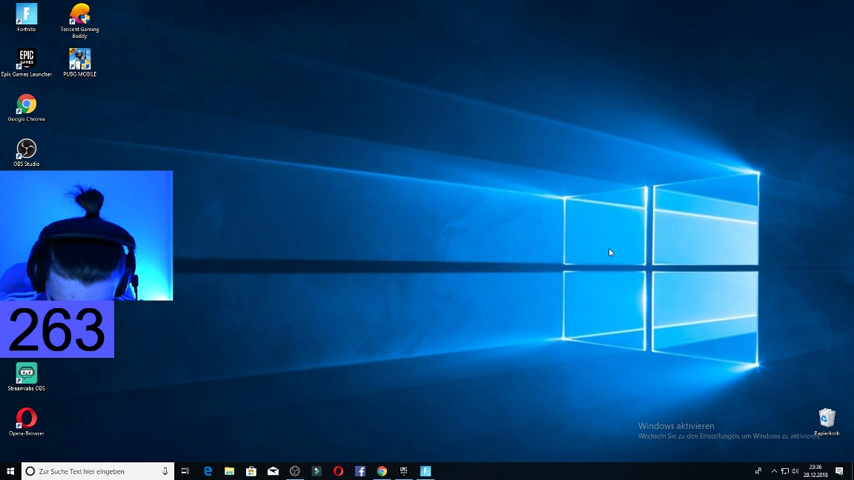 Fortnite
Tencent Gaming Buddy
EPIC GAMES
Epic Games Launcher
PUBG MOBILE
Google Chrome
OBS Studio
263
Streamlabs OBS
Opera-Browser
Papierkorb
Windows aktivieren
Wechseln Sie zu den Einstellungen, um Windows zu aktivieren.
Zur Suche Text hier eingeben
23:36
28.12.2018